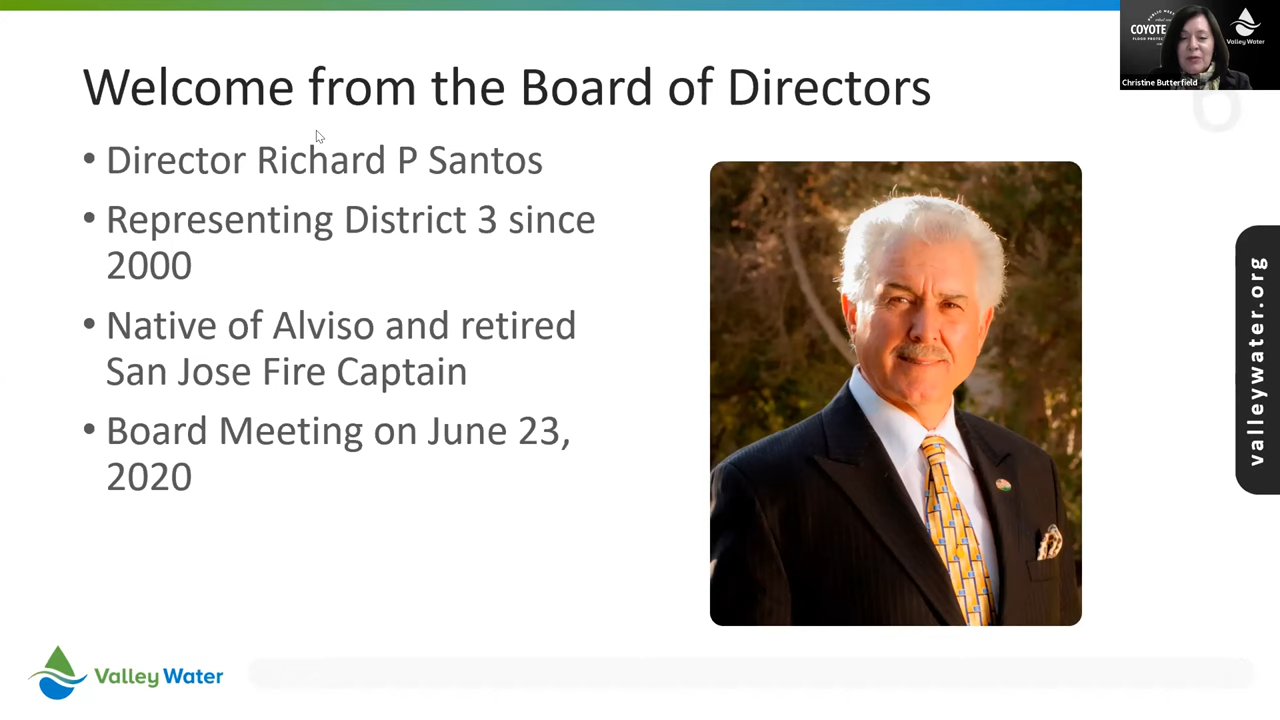 Welcome from the Board of Directors
• Director Richard P Santos
• Representing District 3 since
2000
• Native of Alviso and retired
San Jose Fire Captain
• Board Meeting on June 23,
2020
COYOTE
Valley Water
Christine Butterfield
6
valleywater.org
Valley Water